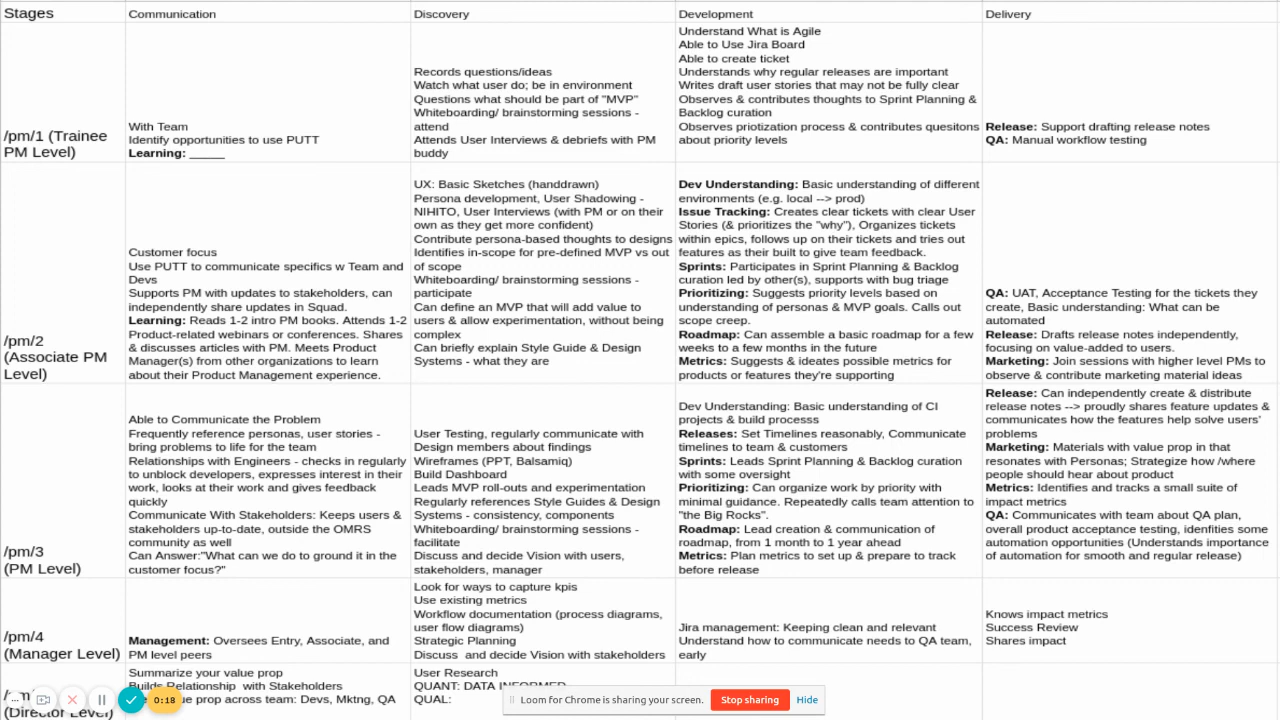 Stages
Communication
Discovery
Development
Delivery
/pm/1 (Trainee
PM Level)
With Team
Identify opportunities to use PUTT
Learning: _____
Records questions/ideas
Watch what user do; be in environment
Questions what should be part of "MVP"
Whiteboarding/ brainstorming sessions -
attend
Attends User Interviews & debriefs with PM
buddy
Understand What is Agile
Able to Use Jira Board
Able to create ticket
Understands why regular releases are important
Writes draft user stories that may not be fully clear
Observes & contributes thoughts to Sprint Planning &
Backlog curation
Observes priotization process & contributes quesitons
about priority levels
Release: Support drafting release notes
QA: Manual workflow testing
/pm/2
(Associate PM
Level)
Customer focus
Use PUTT to communicate specifics w Team and
Devs
Supports PM with updates to stakeholders, can
independently share updates in Squad.
Learning: Reads 1-2 intro PM books. Attends 1-2
Product-related webinars or conferences. Shares
& discusses articles with PM. Meets Product
Manager(s) from other organizations to learn
about their Product Management experience.
UX: Basic Sketches (handdrawn)
Persona development, User Shadowing -
NIHITO, User Interviews (with PM or on their
own as they get more confident)
Contribute persona-based thoughts to designs
Identifies in-scope for pre-defined MVP vs out
of scope
Whiteboarding/ brainstorming sessions -
participate
Can define an MVP that will add value to
users & allow experimentation, without being
complex
Can briefly explain Style Guide & Design
Systems - what they are
Dev Understanding: Basic understanding of different
environments (e.g. local --> prod)
Issue Tracking: Creates clear tickets with clear User
Stories (& prioritizes the "why"), Organizes tickets
within epics, follows up on their tickets and tries out
features as their built to give team feedback.
Sprints: Participates in Sprint Planning & Backlog
curation led by other(s), supports with bug triage
Prioritizing: Suggests priority levels based on
understanding of personas & MVP goals. Calls out
scope creep.
Roadmap: Can assemble a basic roadmap for a few
weeks to a few months in the future
Metrics: Suggests & ideates possible metrics for
products or features they're supporting
QA: UAT, Acceptance Testing for the tickets they
create, Basic understanding: What can be
automated
Release: Drafts release notes independently,
focusing on value-added to users.
Marketing: Join sessions with higher level PMs to
observe & contribute marketing material ideas
/pm/3
(PM Level)
Able to Communicate the Problem
Frequently reference personas, user stories -
bring problems to life for the team
Relationships with Engineers - checks in regularly
to unblock developers, expresses interest in their
work, looks at their work and gives feedback
quickly
Communicate With Stakeholders: Keeps users &
stakeholders up-to-date, outside the OMRS
community as well
Can Answer:"What can we do to ground it in the
customer focus?"
User Testing, regularly communicate with
Design members about findings
Wireframes (PPT, Balsamiq)
Build Dashboard
Leads MVP roll-outs and experimentation
Regularly references Style Guides & Design
Systems - consistency, components
Whiteboarding/ brainstorming sessions -
facilitate
Discuss and decide Vision with users,
stakeholders, manager
Dev Understanding: Basic understanding of CI
projects & build processs
Releases: Set Timelines reasonably, Communicate
timelines to team & customers
Sprints: Leads Sprint Planning & Backlog curation
with some oversight
Prioritizing: Can organize work by priority with
minimal guidance. Repeatedly calls team attention to
"the Big Rocks".
Roadmap: Lead creation & communication of
roadmap, from 1 month to 1 year ahead
Metrics: Plan metrics to set up & prepare to track
before release
Release: Can independently create & distribute
release notes --> proudly shares feature updates &
communicates how the features help solve users'
problems
Marketing: Materials with value prop in that
resonates with Personas; Strategize how /where
people should hear about product
Metrics: Identifies and tracks a small suite of
impact metrics
QA: Communicates with team about QA plan,
overall product acceptance testing, idenfities some
automation opportunities (Understands importance
of automation for smooth and regular release)
/pm/4
(Manager Level)
Management: Oversees Entry, Associate, and
PM level peers
Look for ways to capture kpis
Use existing metrics
Workflow documentation (process diagrams,
user flow diagrams)
Strategic Planning
Discuss and decide Vision with stakeholders
Jira management: Keeping clean and relevant
Understand how to communicate needs to QA team,
early
Knows impact metrics
Success Review
Shares impact
(Director Level)
Summarize your value prop
Builds Relationship with Stakeholders
prop across team: Devs, Mktng, QA
User Research
QUANT: DATA INFORMED
QUAL:
0:18
Loom for Chrome is sharing your screen.
Stop sharing
Hide